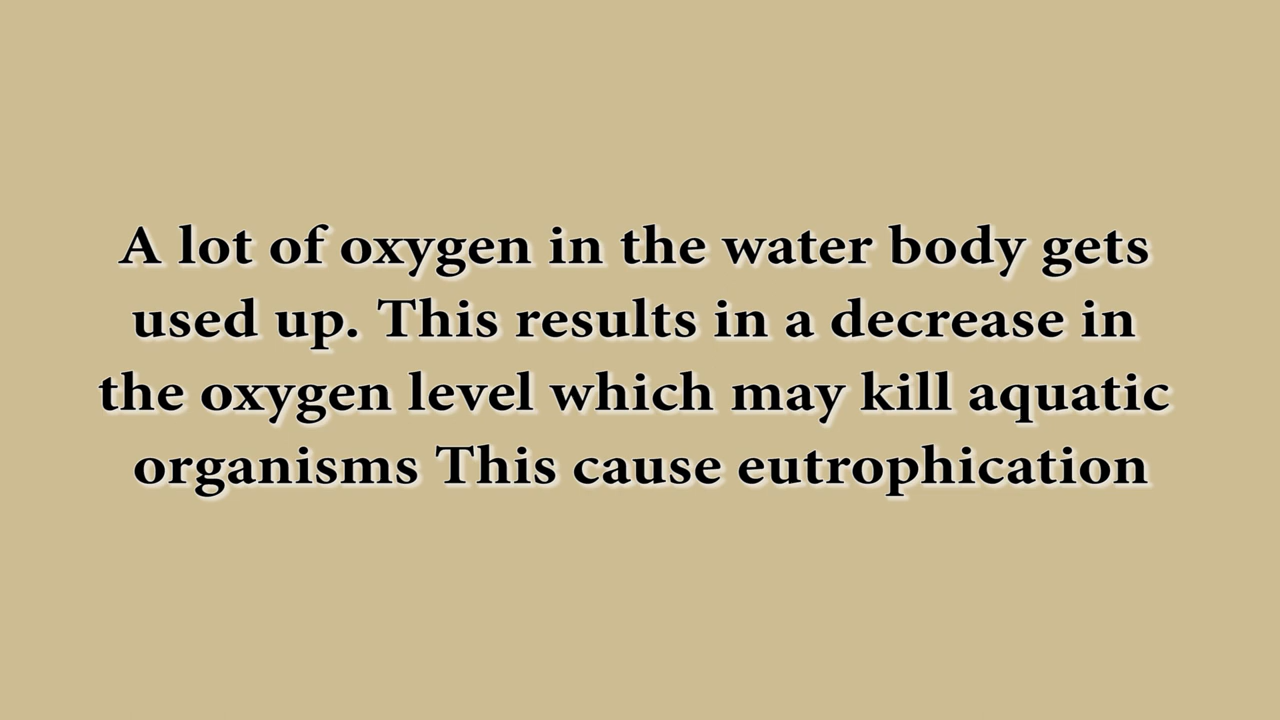 A lot of oxygen in the water body gets
used up. This results in a decrease in
the oxygen level which may kill aquatic
organisms This cause eutrophication